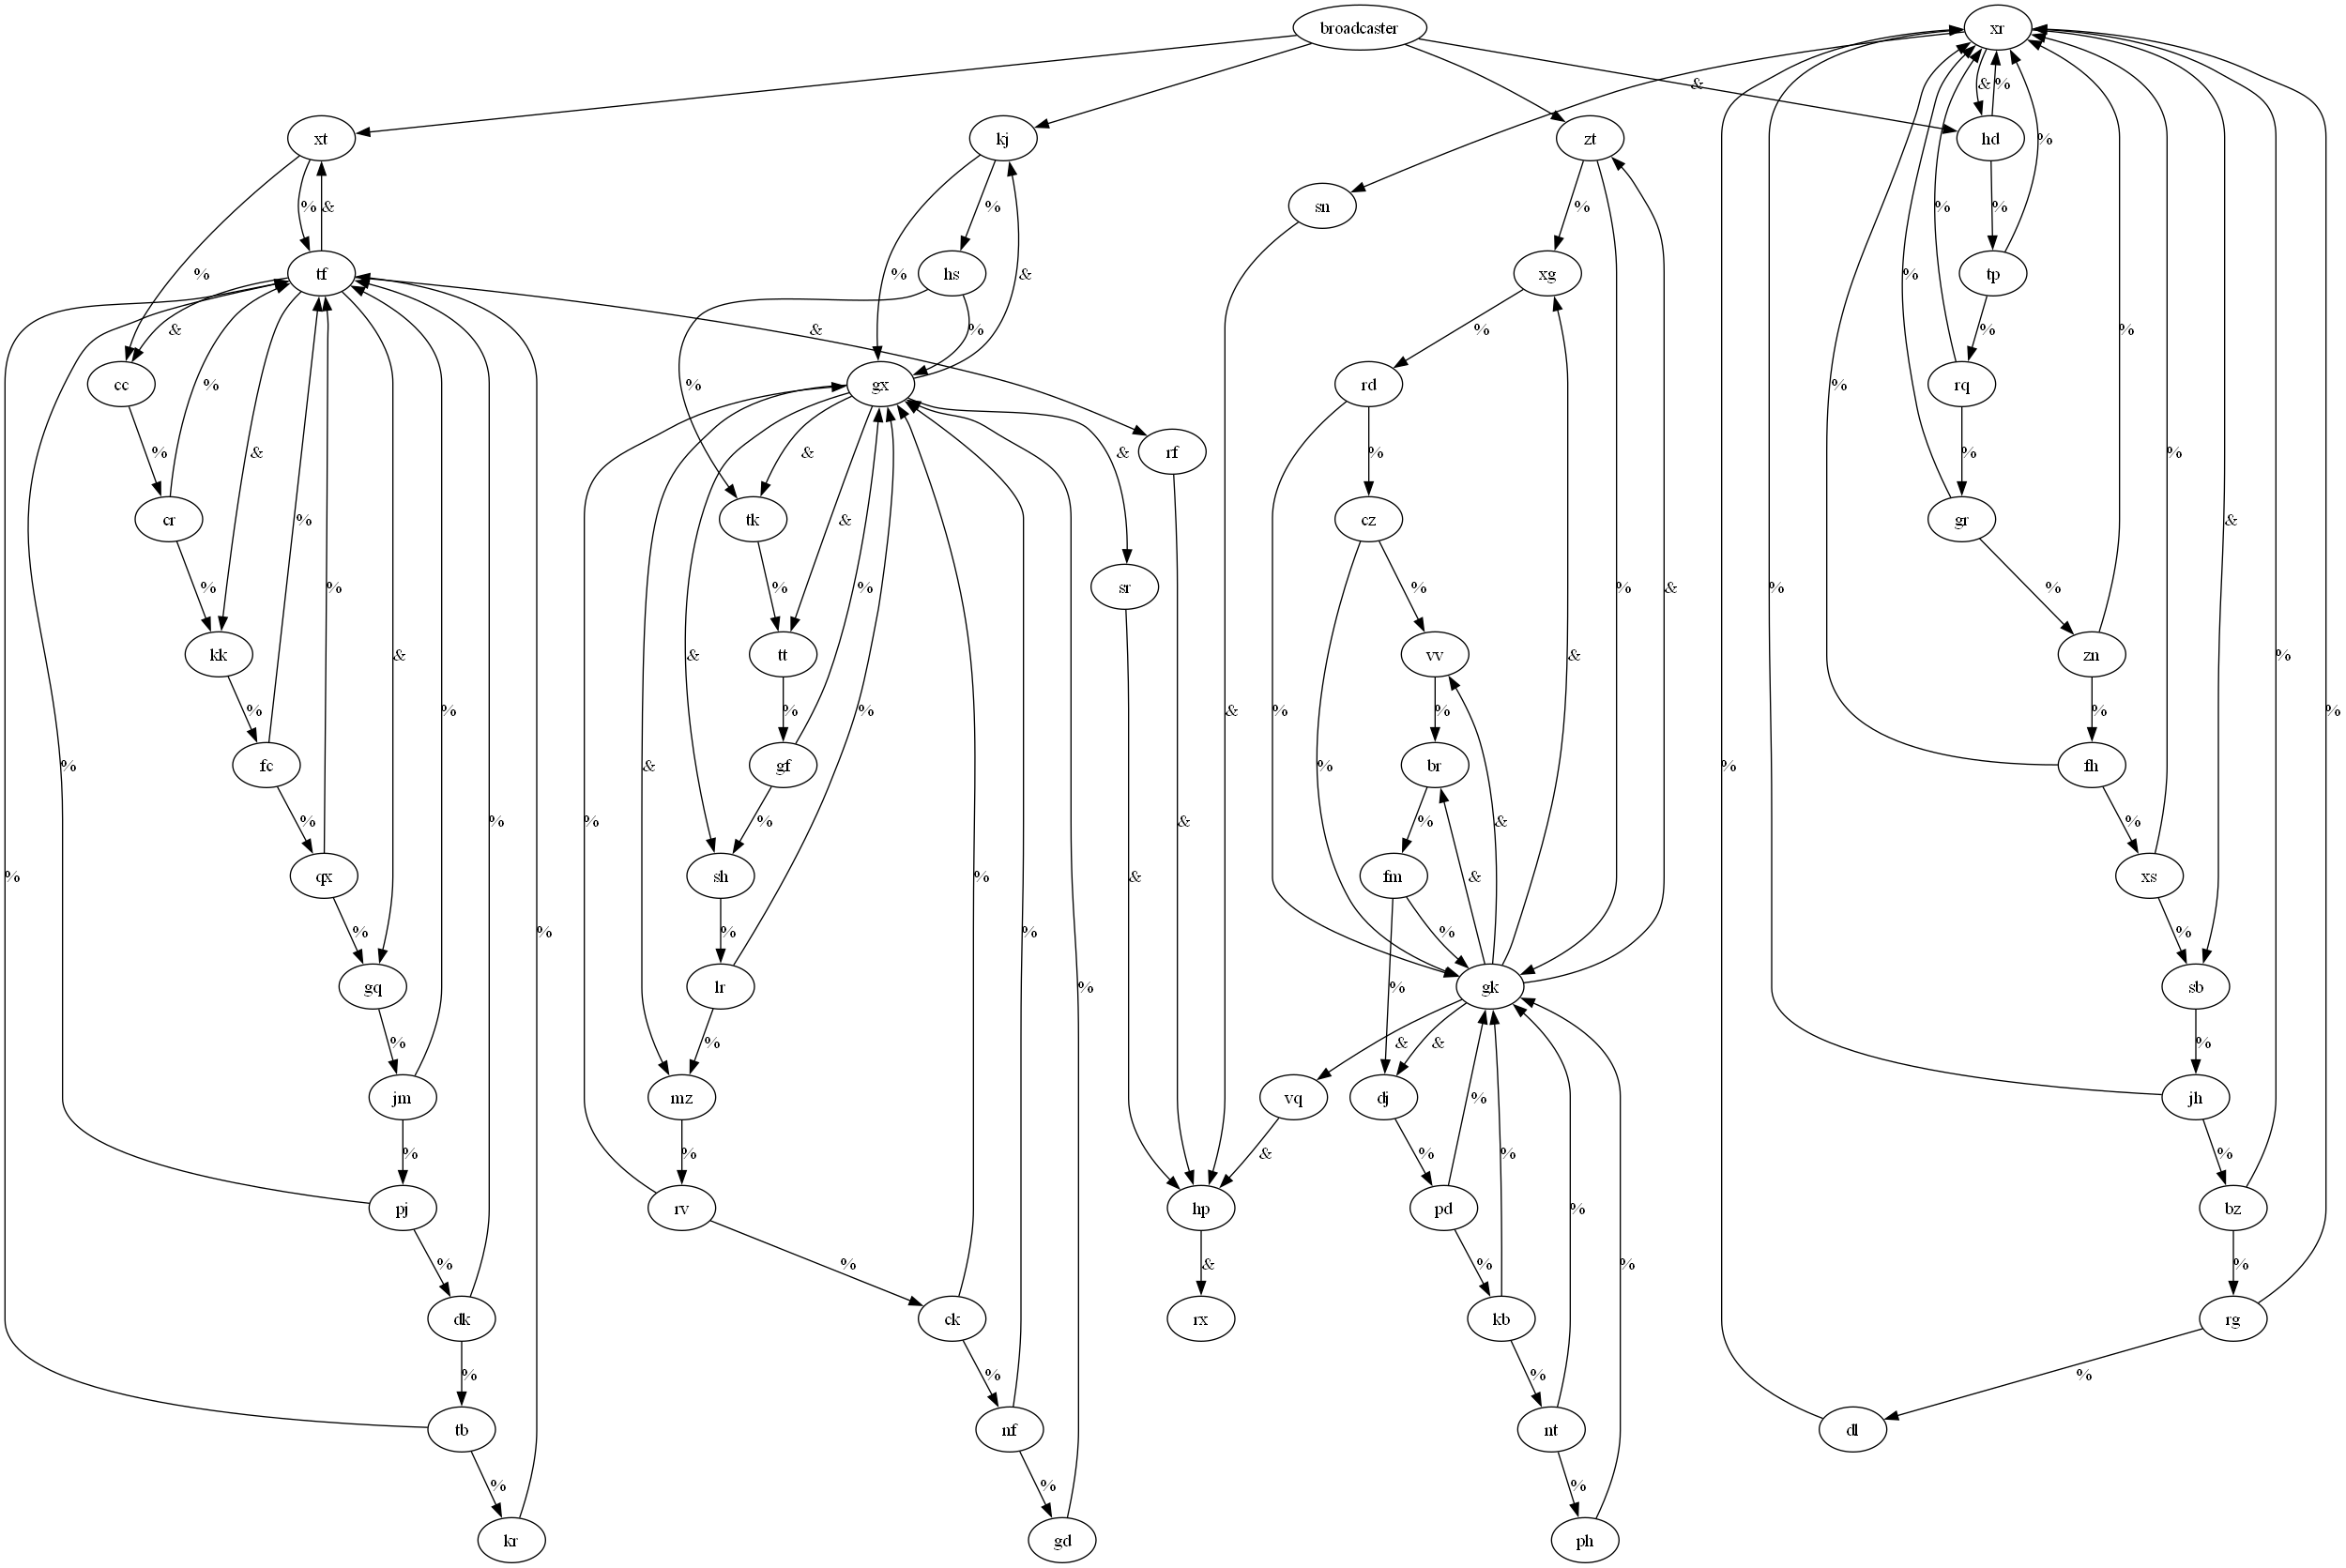 broadcaster
xr
& & %
xt
kj
zt
hd
% & % % % %
sn
tf
hs
xg
tp
% & & % % % & % & % %
cc
gx
rd
rq
% % & & % & & % % %
rf
cr
tk
cz
gr
% % % % & % % & % & % %
sr
kk
tt
vv
zn
% % & % % % & % % & % % % %
fc
gf
br
fh
% % & % % % % & & % %
qx
sh
fm
xs
% % % % & & % % & %
gq
jm
lr
gk
sb
% % % % & & %
mz
vq
dj
jh
% % & % % %
pj
rv
hp
pd
bz
% % & % % %
dk
ck
rx
kb
rg
% % % %
tb
nf
nt
dl
% % %
kr
gd
ph